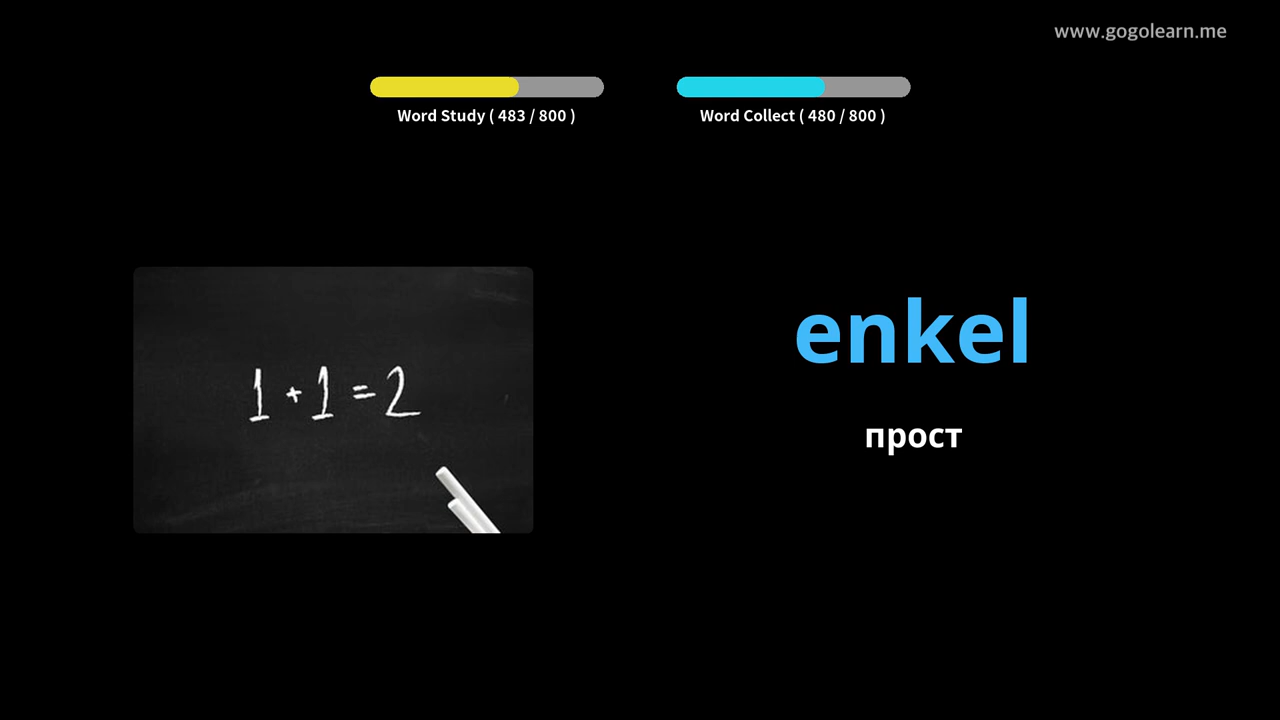 www.gogolearn.me
Word Study ( 483 / 800 )
Word Collect ( 480 / 800 )
1 + 1 = 2
enkel
прост